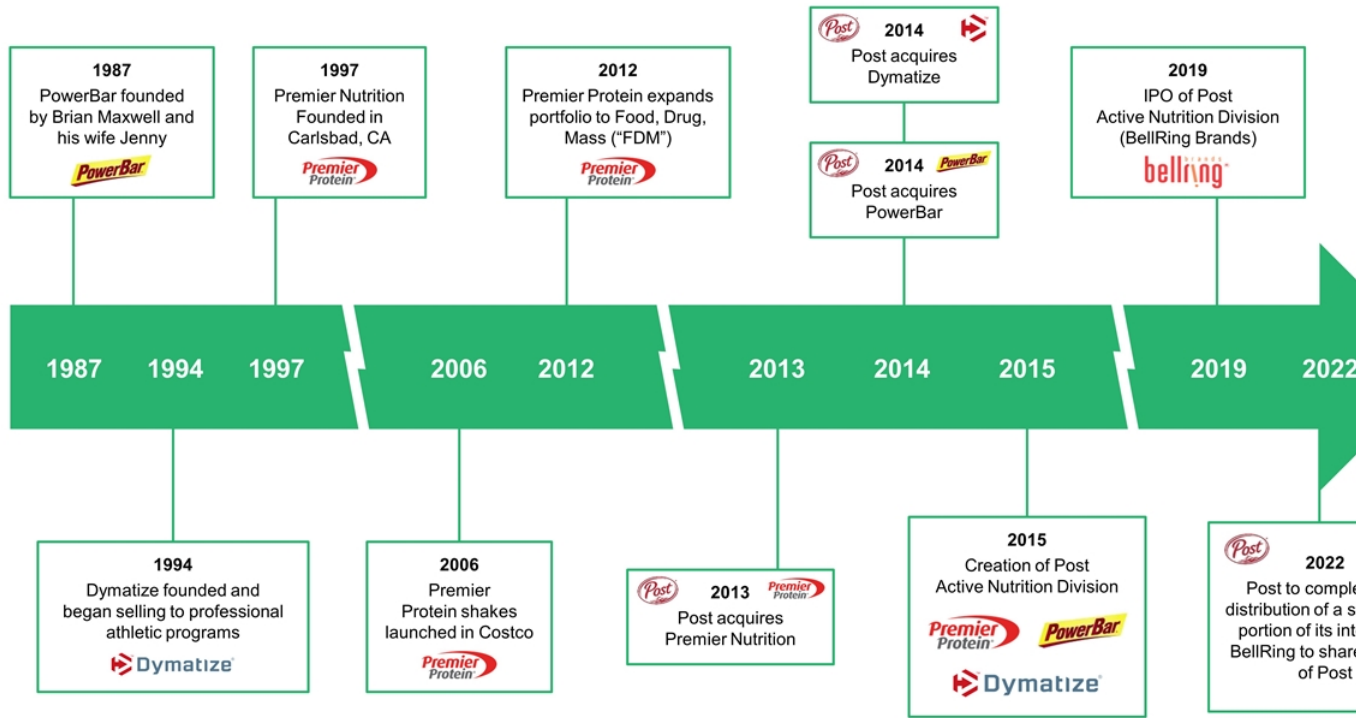 1987
PowerBar founded
by Brian Maxwell and
his wife Jenny
PowerBar
1997
Premier Nutrition
Founded in
Carlsbad, CA
Premier
Protein
2012
Premier Protein expands
portfolio to Food, Drug,
Mass (“FDM”)
Premier
Protein
Post
2014
Post acquires
Dymatize
Post
2014
PowerBar
Post acquires
PowerBar
2019
IPO of Post
Active Nutrition Division
(BellRing Brands)
brands
bellring
1987 1994 1997 2006 2012 2013 2014 2015 2019 2022
1994
Dymatize founded and
began selling to professional
athletic programs
Dymatize
2006
Premier
Protein shakes
launched in Costco
Premier
Protein
Post
2013
Premier
Protein
Post acquires
Premier Nutrition
2015
Creation of Post
Active Nutrition Division
Premier
Protein
PowerBar
Dymatize
Post
2022
Post to comple
distribution of a s
portion of its int
BellRing to share
of Post